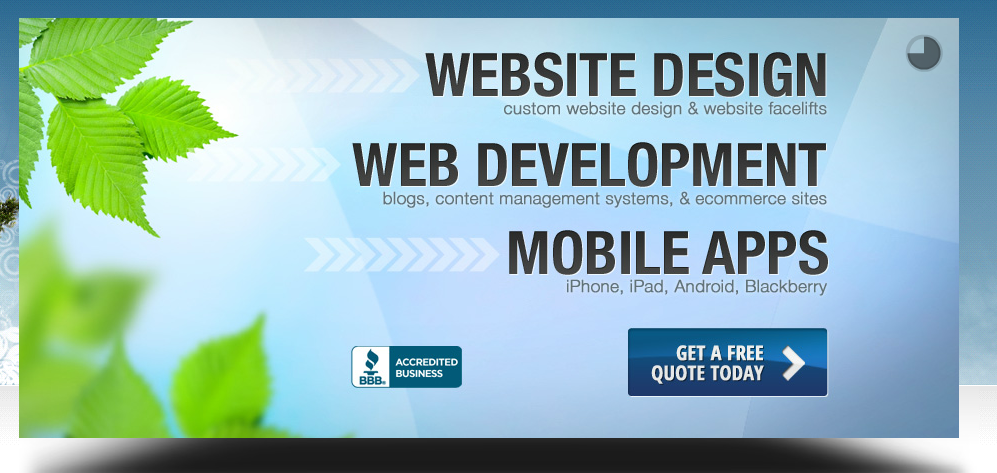 WEBSITE DESIGN
custom website design & website facelifts
WEB DEVELOPMENT
blogs, content management systems, & ecommerce sites
MOBILE APPS
iPhone, iPad, Android, Blackberry
BBB®
ACCREDITED
BUSINESS
GET A FREE
QUOTE TODAY